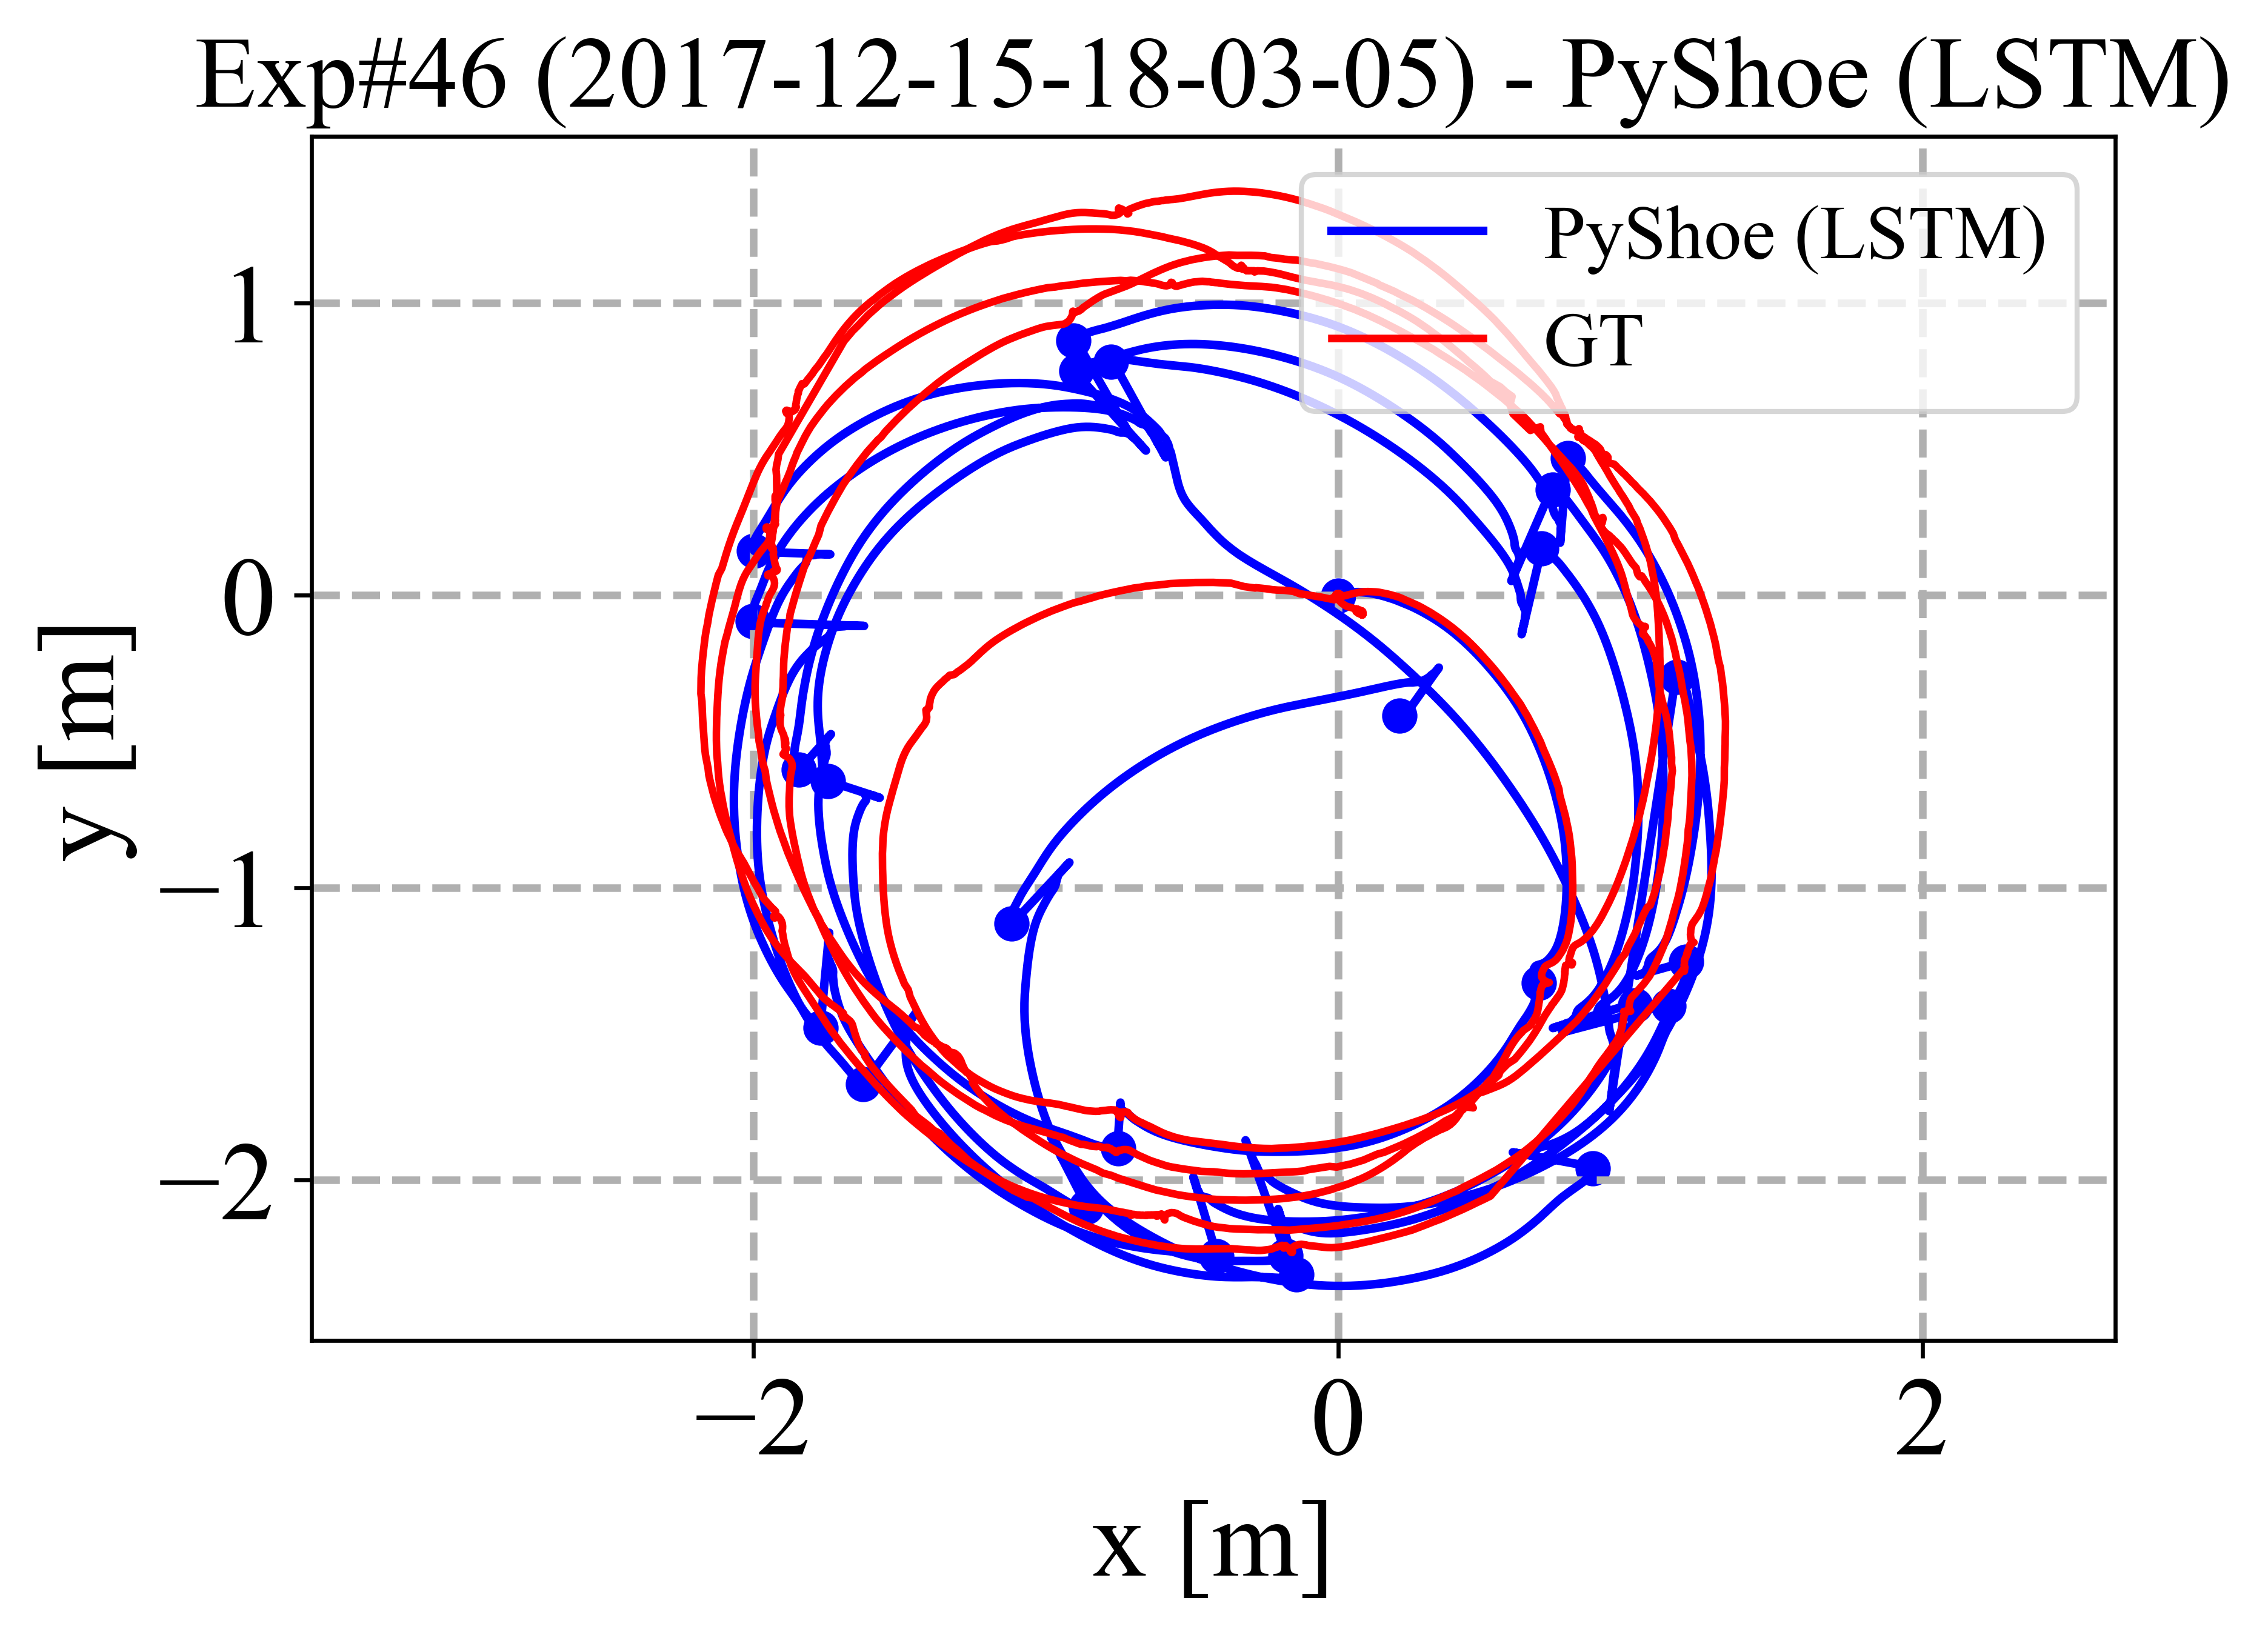 Exp#46 (2017-12-15-18-03-05) - PyShoe (LSTM)
PyShoe (LSTM)
GT
1
0
−1
−2
y [m]
−2 0 2
x [m]